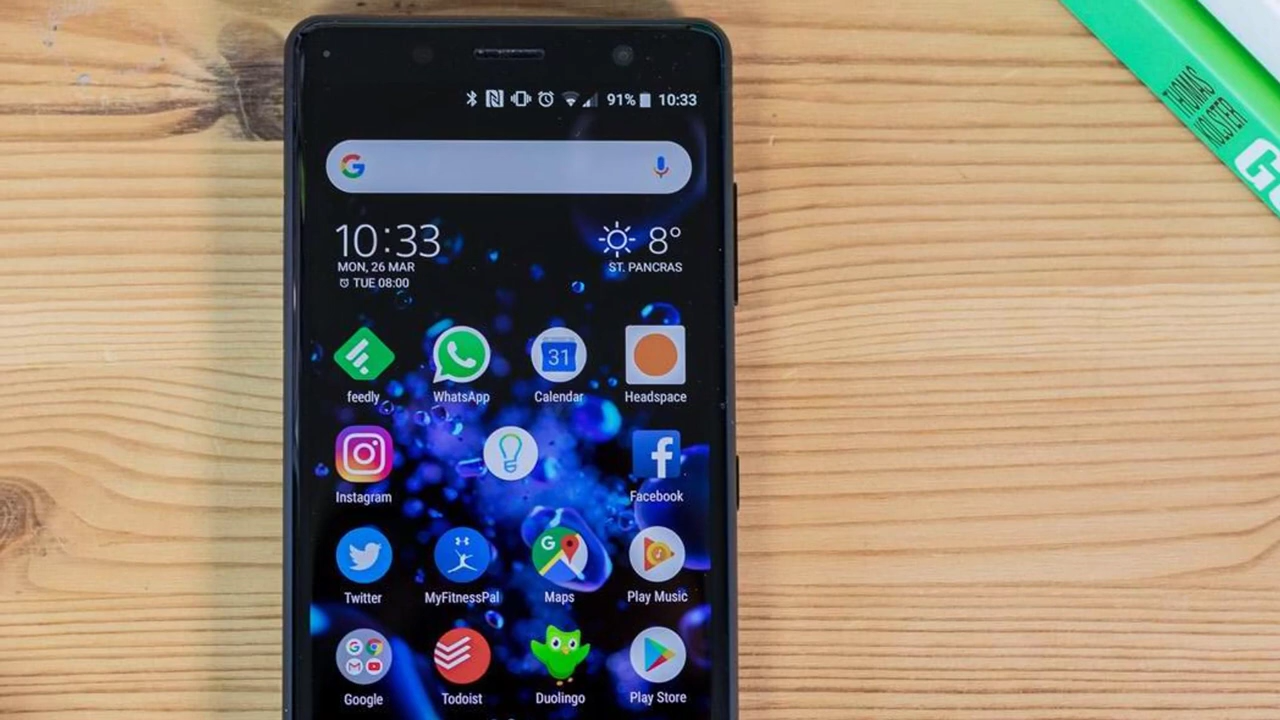 91% 10:33
10:33
MON, 26 MAR
TUE 08:00
8°
ST. PANCRAS
feedly WhatsApp Calendar Headspace
31
Instagram Facebook
Twitter MyFitnessPal Maps Play Music
Google Todoist Duolingo Play Store
THOMAS
KOLSTER